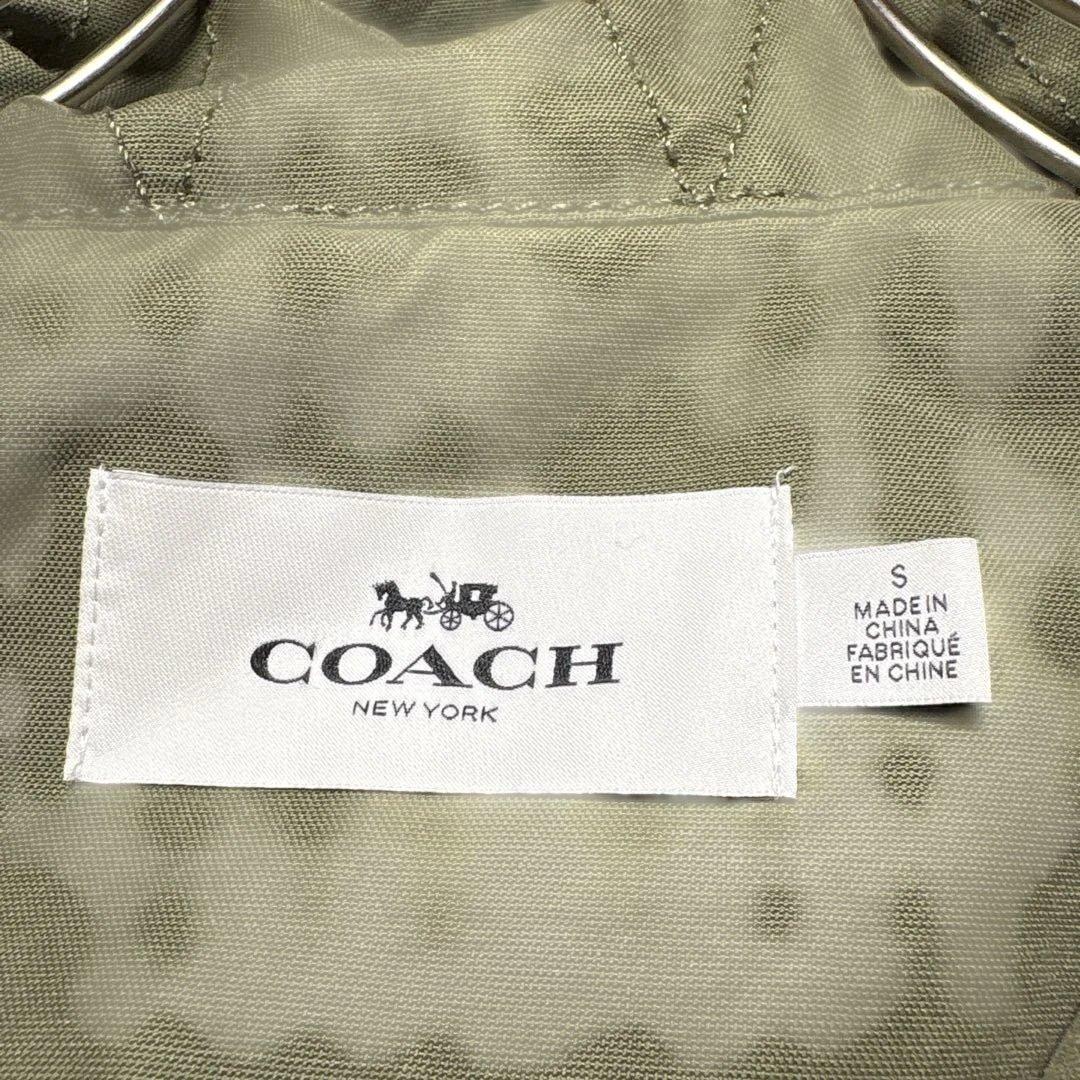 COACH
NEW YORK
S
MADE IN
CHINA
FABRIQUÉ
EN CHINE